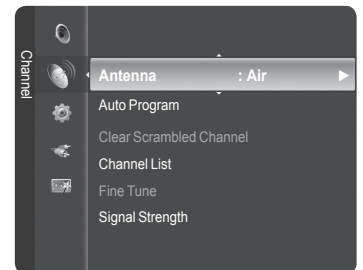 Channel
Antenna : Air
Auto Program
Clear Scrambled Channel
Channel List
Fine Tune
Signal Strength